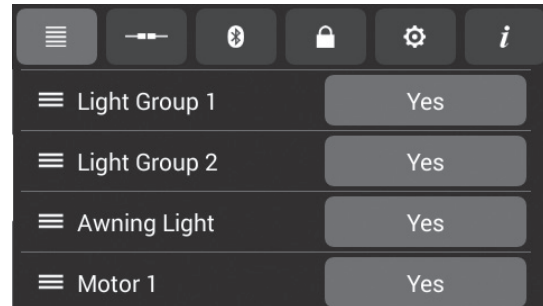 i
Light Group 1 Yes
Light Group 2 Yes
Awning Light Yes
Motor 1 Yes